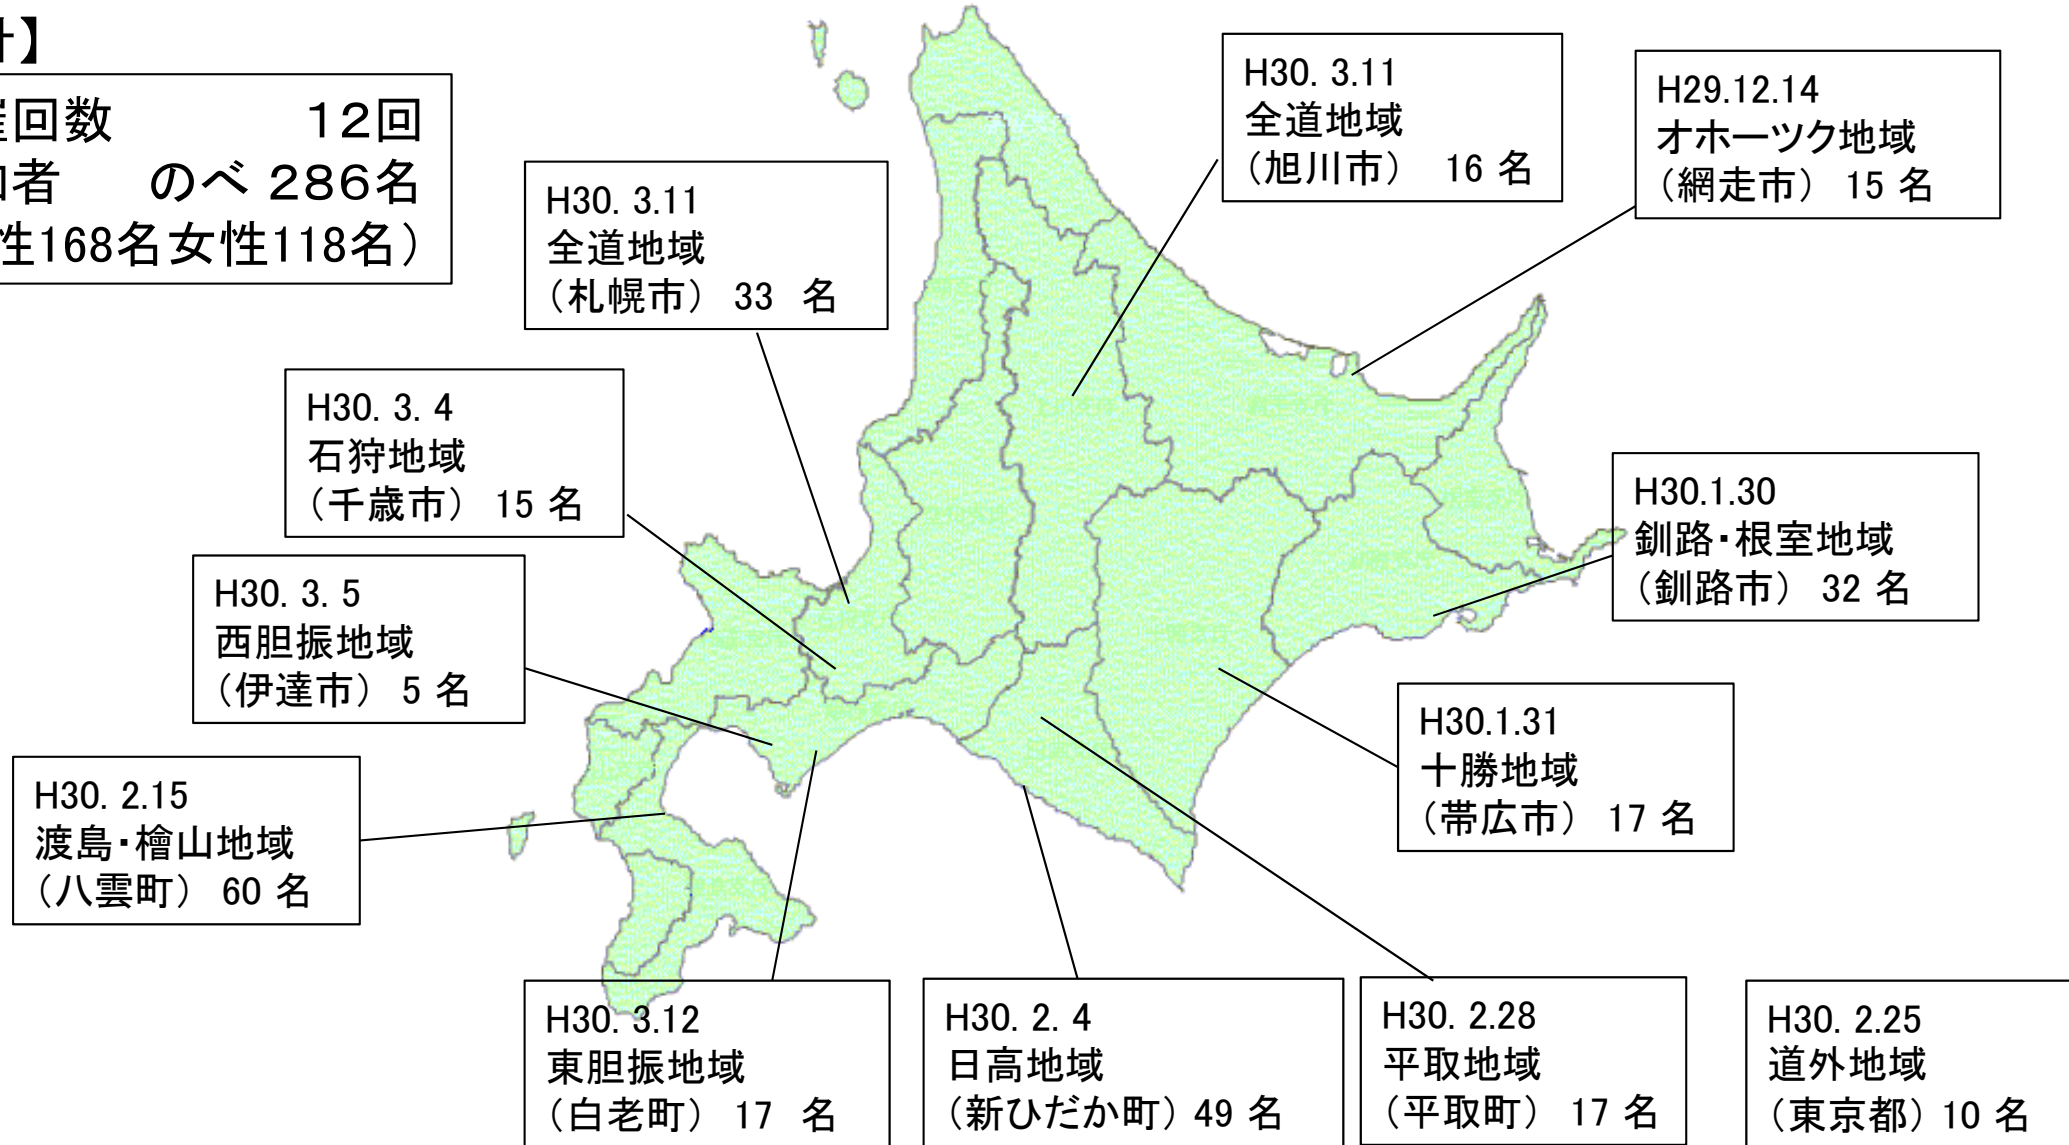 計】
催回数 12回
加者 のべ 286名
性168名女性118名）
H30. 3.11
全道地域
（旭川市） 16 名
H29.12.14
オホーツク地域
（網走市） 15 名
H30. 3.11
全道地域
（札幌市） 33 名
H30. 3. 4
石狩地域
（千歳市） 15 名
H30.1.30
釧路・根室地域
（釧路市） 32 名
H30. 3. 5
西胆振地域
（伊達市） 5 名
H30.1.31
十勝地域
（帯広市） 17 名
H30. 2.15
渡島・檜山地域
（八雲町） 60 名
H30. 3.12
東胆振地域
（白老町） 17 名
H30. 2. 4
日高地域
（新ひだか町） 49 名
H30. 2.28
平取地域
（平取町） 17 名
H30. 2.25
道外地域
（東京都） 10 名